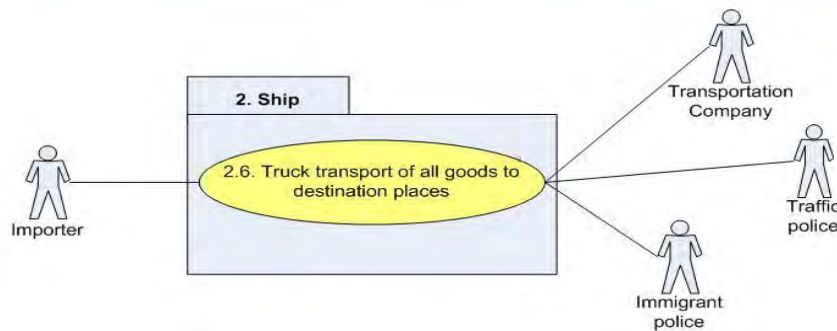 2. Ship
Transportation
Company
2.6. Truck transport of all goods to
destination places
Importer
Traffic
police
Immigrant
police